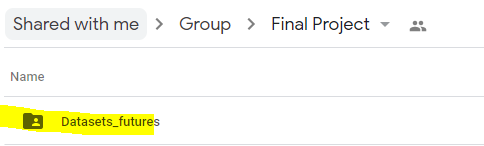 Shared with me > Group > Final Project
Name
Datasets_futures